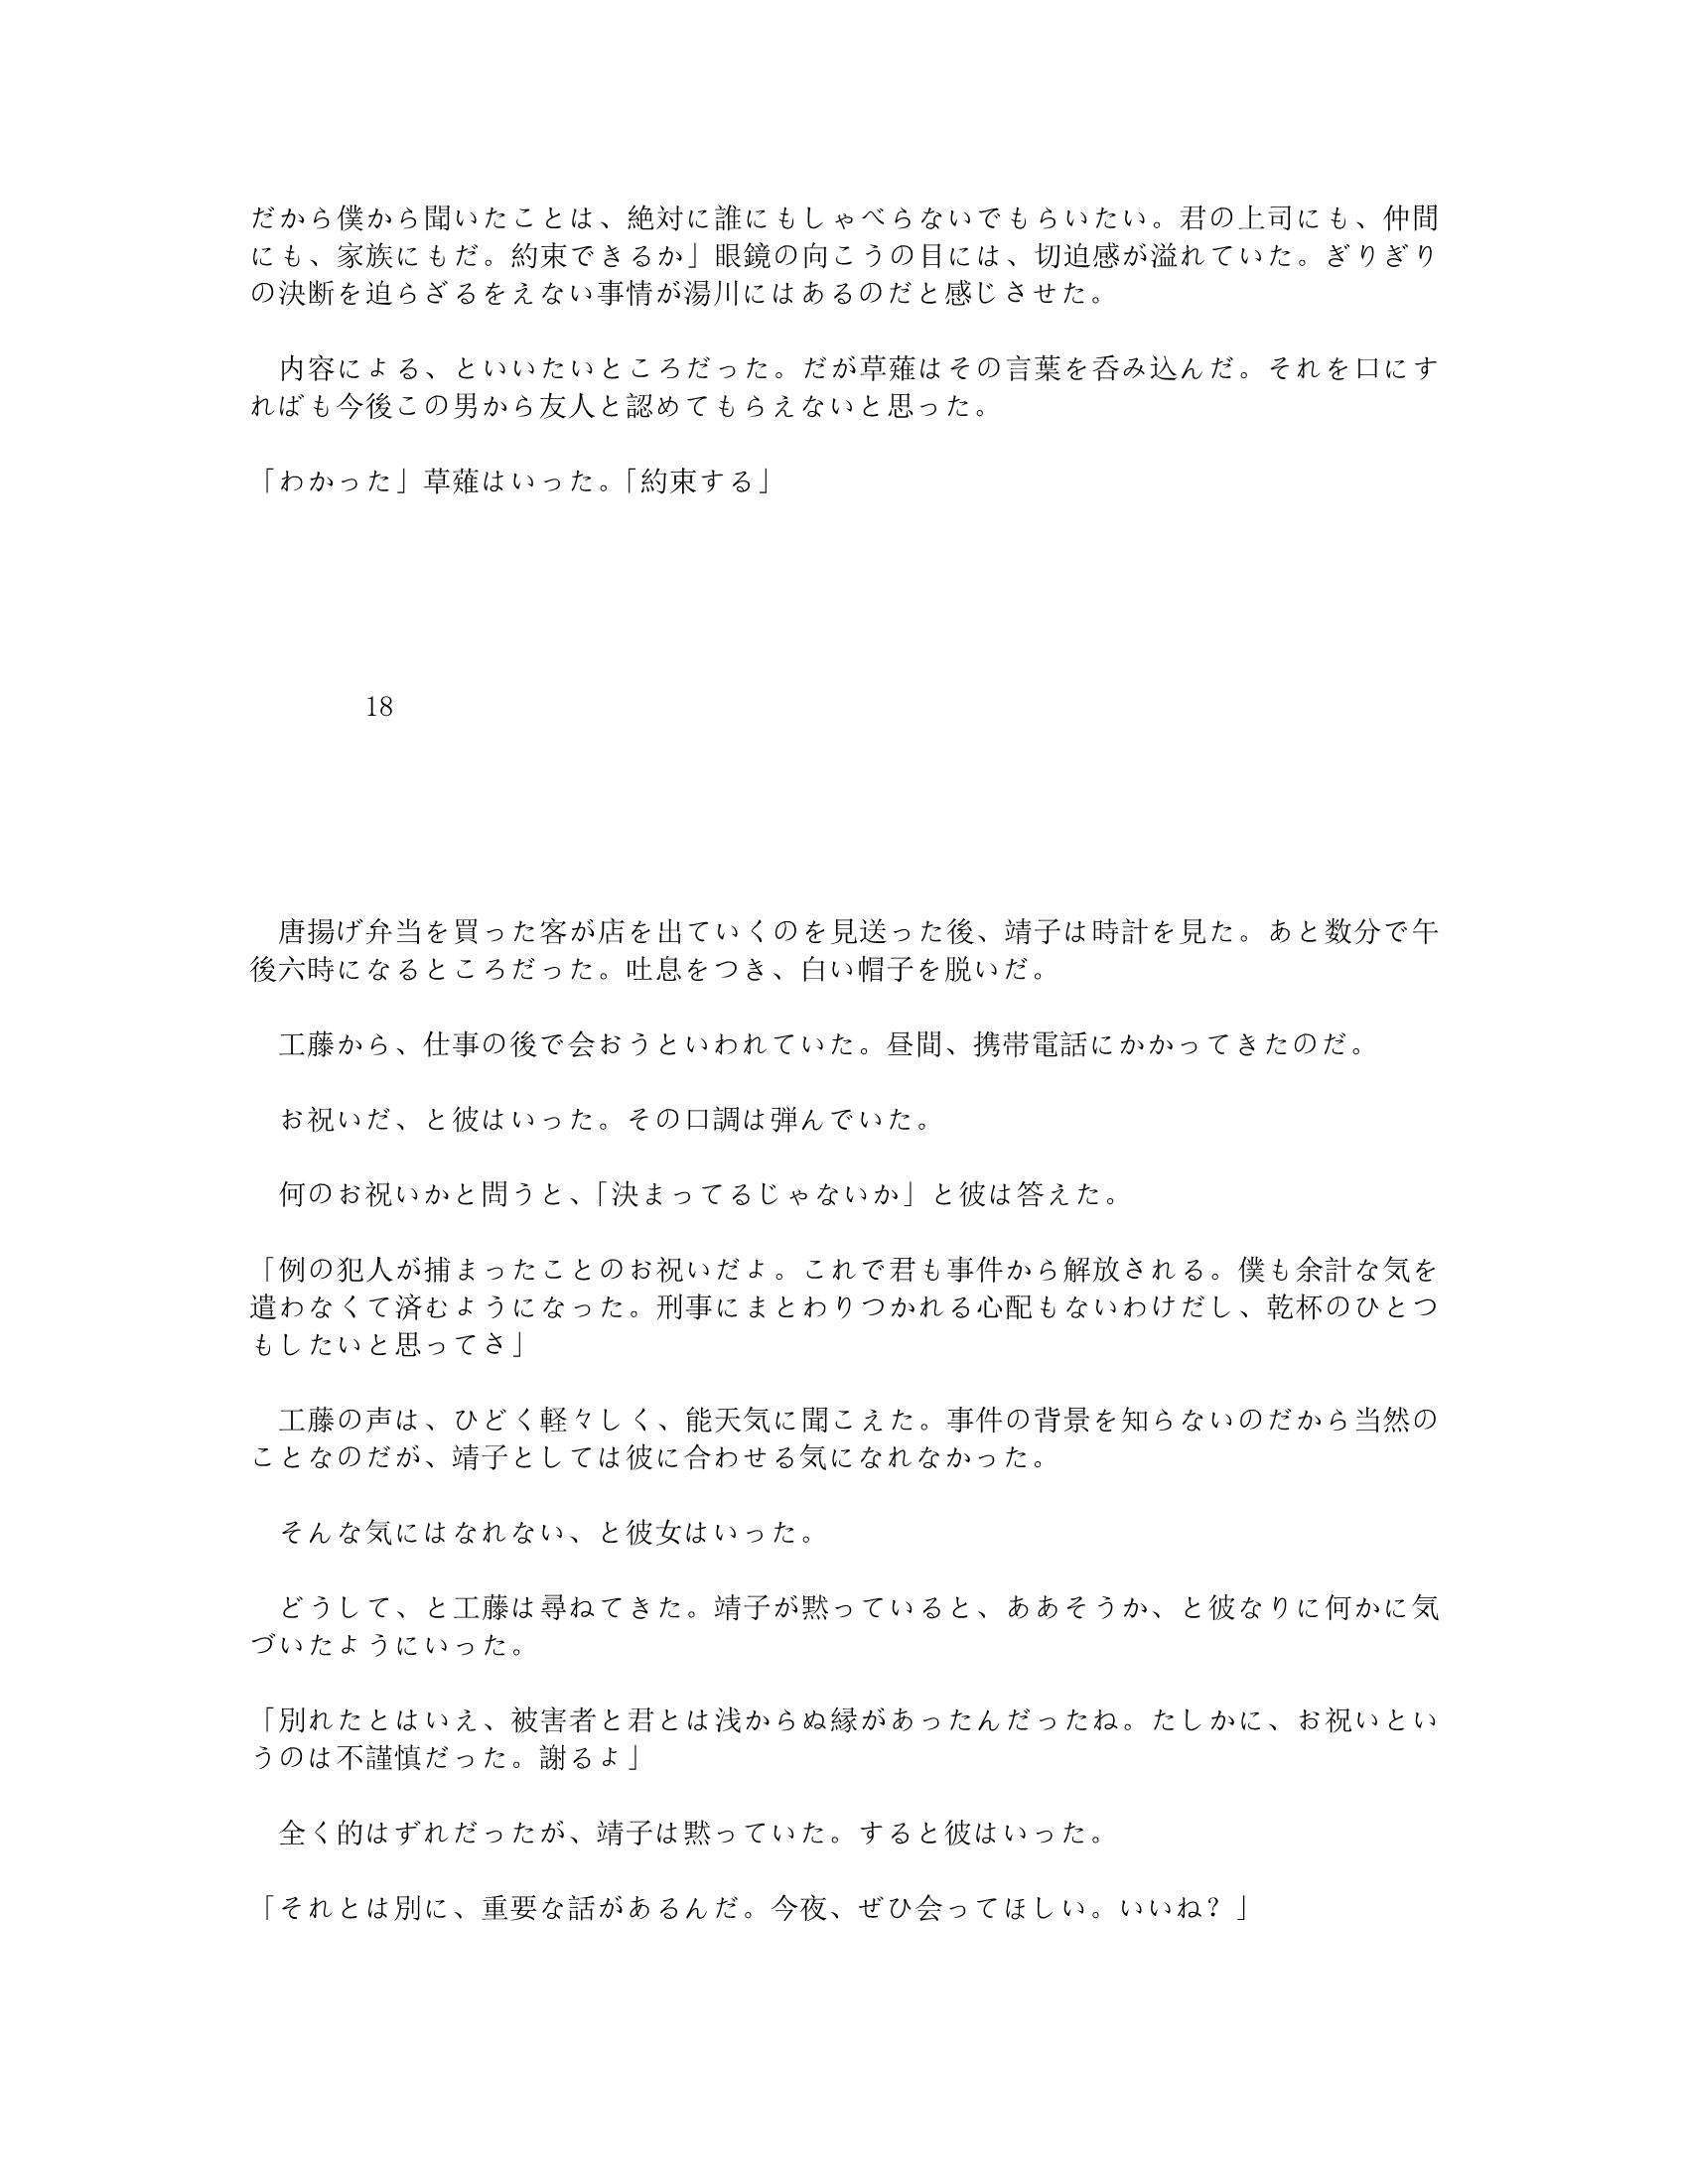 だから僕から聞いたことは、絶対に誰にもしゃべらないでもらいたい。君の上司にも、仲間
にも、家族にもだ。約束できるか」眼鏡の向こうの目には、切迫感が溢れていた。ぎりぎり
の決断を迫らざるをえない事情が湯川にはあるのだと感じさせた。
　内容による、といいたいところだった。だが草薙はその言葉を呑み込んだ。それを口にす
ればも今後この男から友人と認めてもらえないと思った。
「わかった」草薙はいった。「約束する」
18
　唐揚げ弁当を買った客が店を出ていくのを見送った後、靖子は時計を見た。あと数分で午
後六時になるところだった。吐息をつき、白い帽子を脱いだ。
　工藤から、仕事の後で会おうといわれていた。昼間、携帯電話にかかってきたのだ。
　お祝いだ、と彼はいった。その口調は弾んでいた。
　何のお祝いかと問うと、「決まってるじゃないか」と彼は答えた。
「例の犯人が捕まったことのお祝いだよ。これで君も事件から解放される。僕も余計な気を
遣わなくて済むようになった。刑事にまとわりつかれる心配もないわけだし、乾杯のひとつ
もしたいと思ってさ」
　工藤の声は、ひどく軽々しく、能天気に聞こえた。事件の背景を知らないのだから当然の
ことなのだが、靖子としては彼に合わせる気になれなかった。
　そんな気にはなれない、と彼女はいった。
　どうして、と工藤は尋ねてきた。靖子が黙っていると、ああそうか、と彼なりに何かに気
づいたようにいった。
「別れたとはいえ、被害者と君とは浅からぬ縁があったんだったね。たしかに、お祝いとい
うのは不謹慎だった。謝るよ」
　全く的はずれだったが、靖子は黙っていた。すると彼はいった。
「それとは別に、重要な話があるんだ。今夜、ぜひ会ってほしい。いいね？」